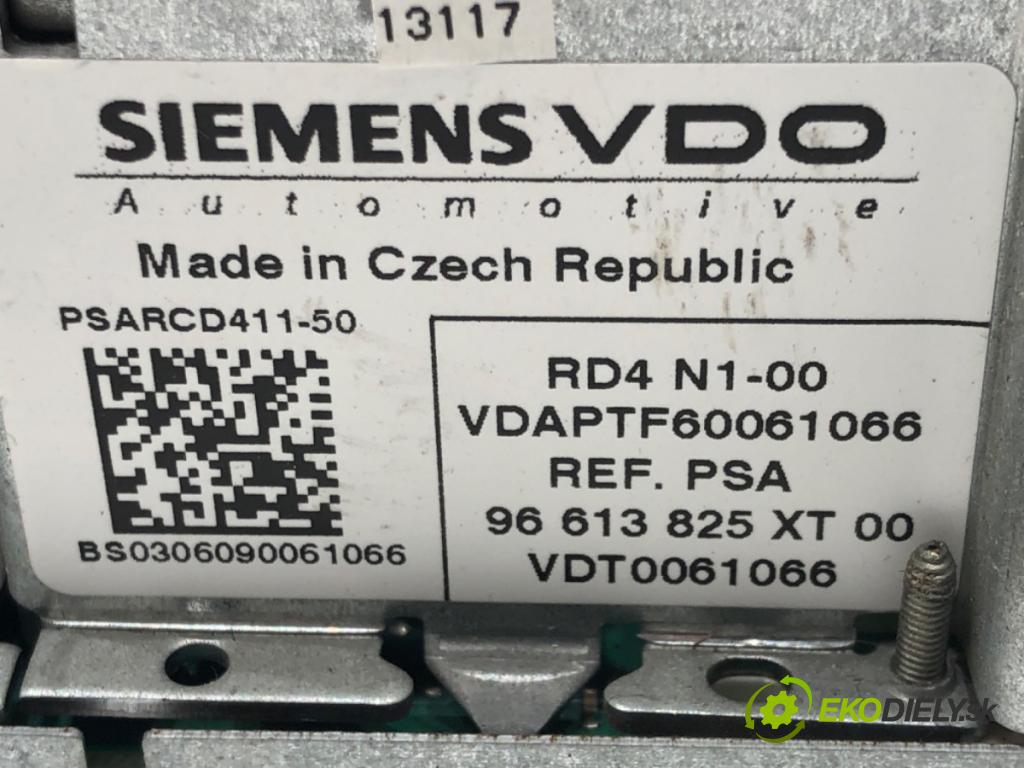 13117
SIEMENS VDO
Automotive
Made in Czech Republic
PSARCD411-50
RD4 N1-00
VDAPTF60061066
REF. PSA
96 613 825 XT 00
VDT0061066
BS0306090061066
EKODIELY.sk